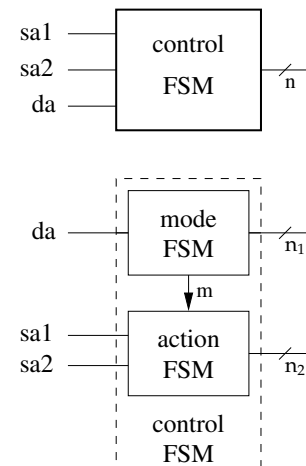 sa1
sa2
da
control
FSM
n
da
mode
FSM
n1
m
sa1
sa2
action
FSM
n2
control
FSM